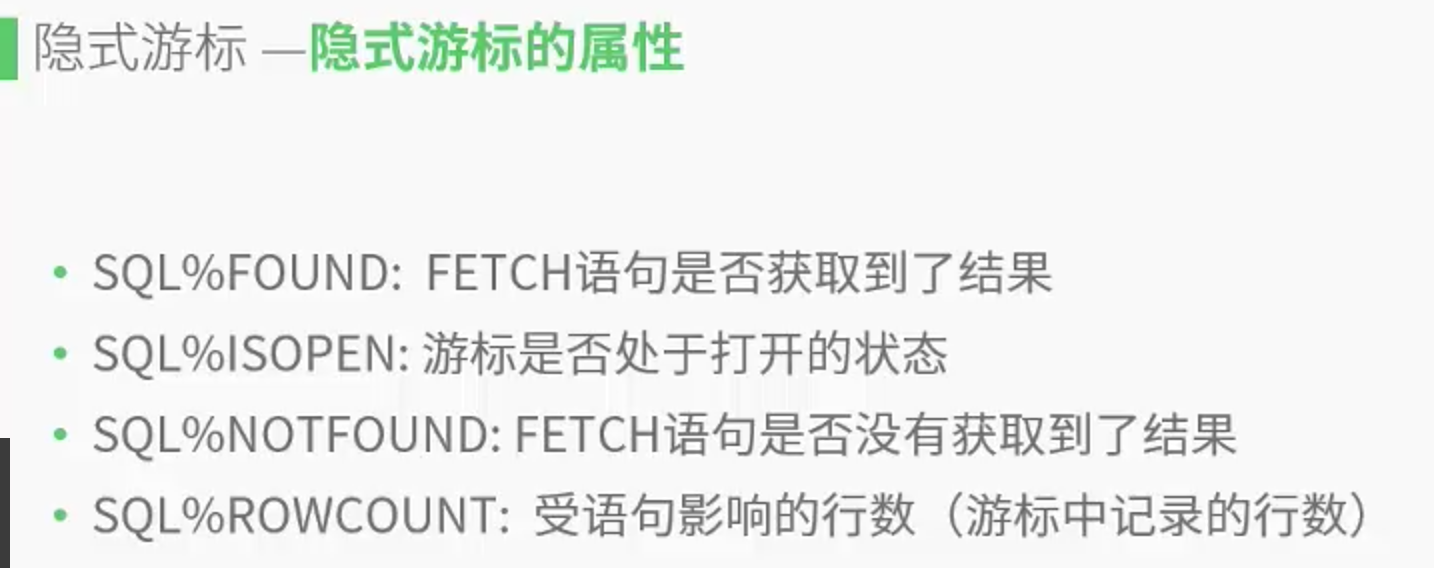 隐式游标 —隐式游标的属性
• SQL%FOUND: FETCH语句是否获取到了结果
• SQL%ISOPEN: 游标是否处于打开的状态
• SQL%NOTFOUND: FETCH语句是否没有获取到了结果
• SQL%ROWCOUNT: 受语句影响的行数（游标中记录的行数）